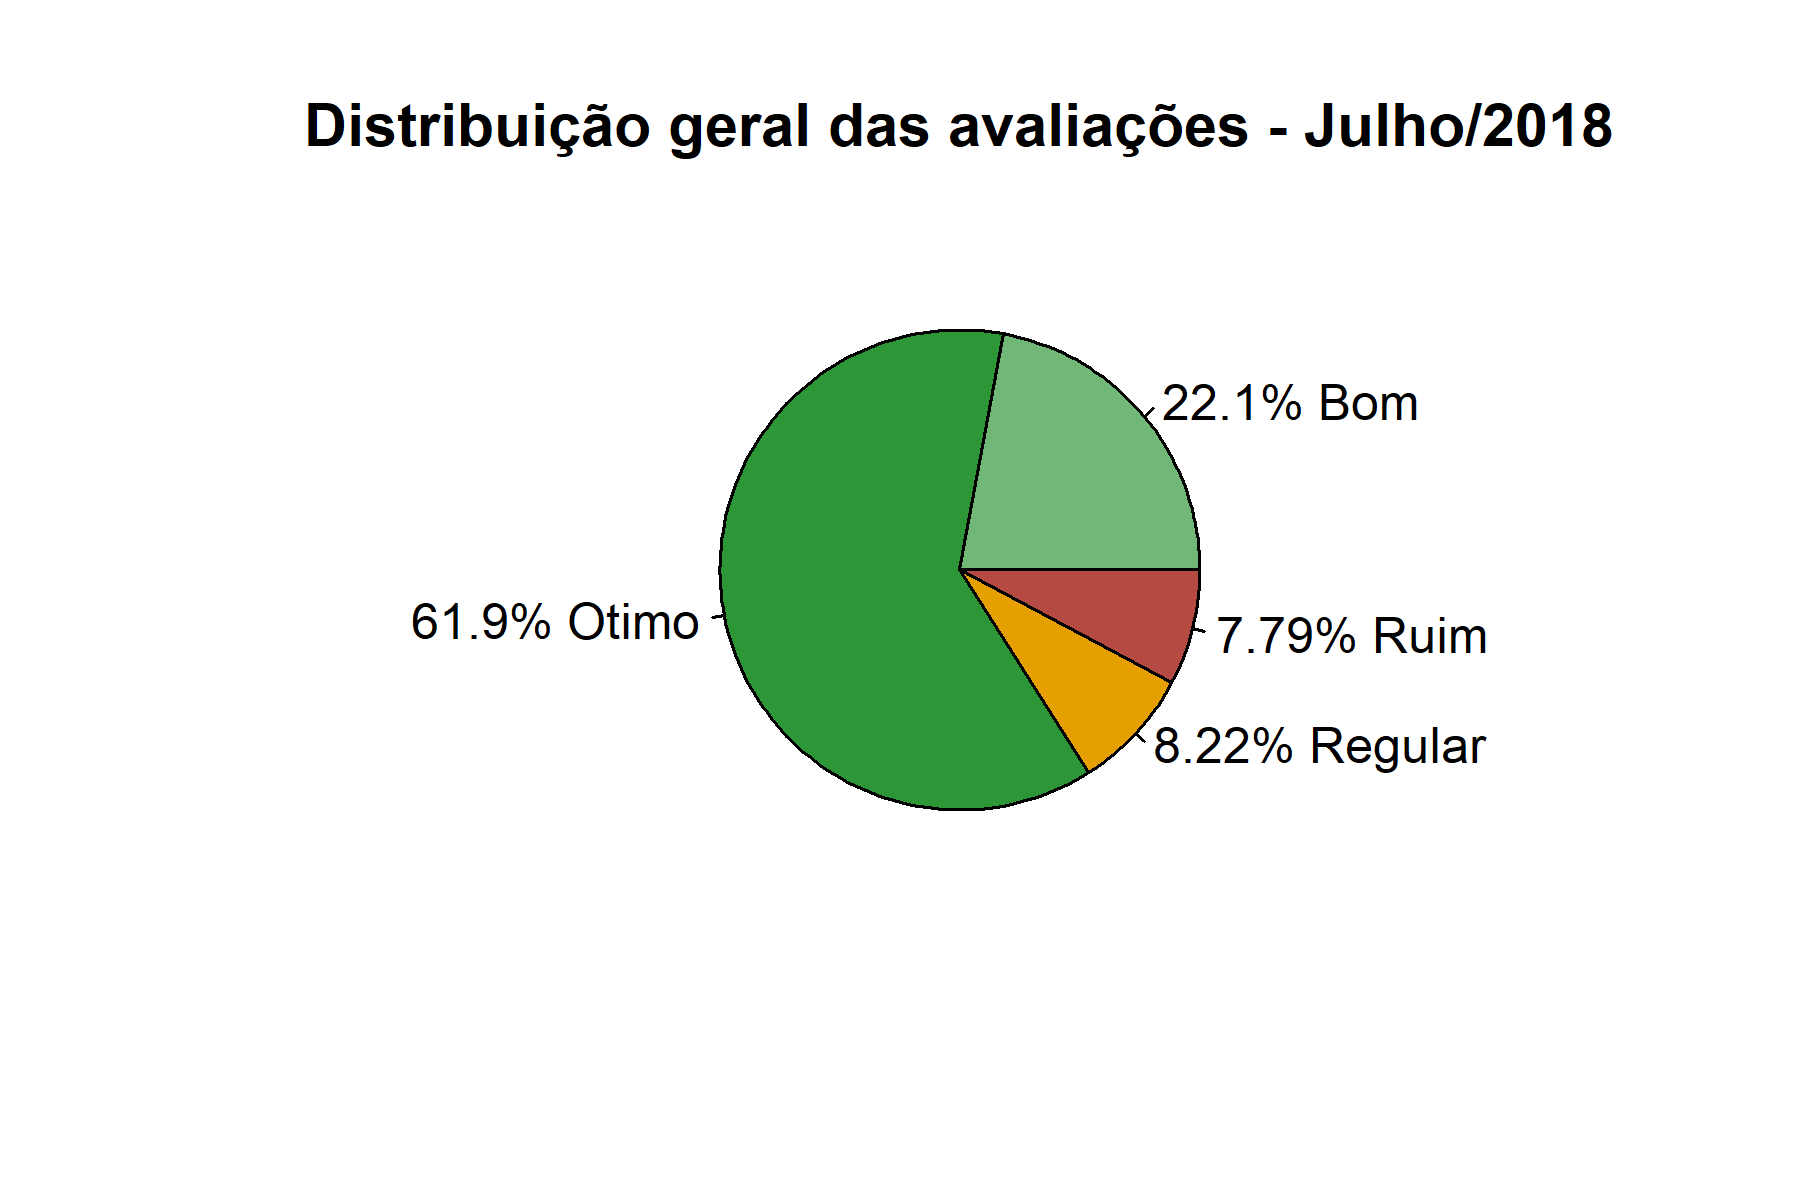 Distribuição geral das avaliações - Julho/2018
22.1% Bom
61.9% Otimo
7.79% Ruim
8.22% Regular